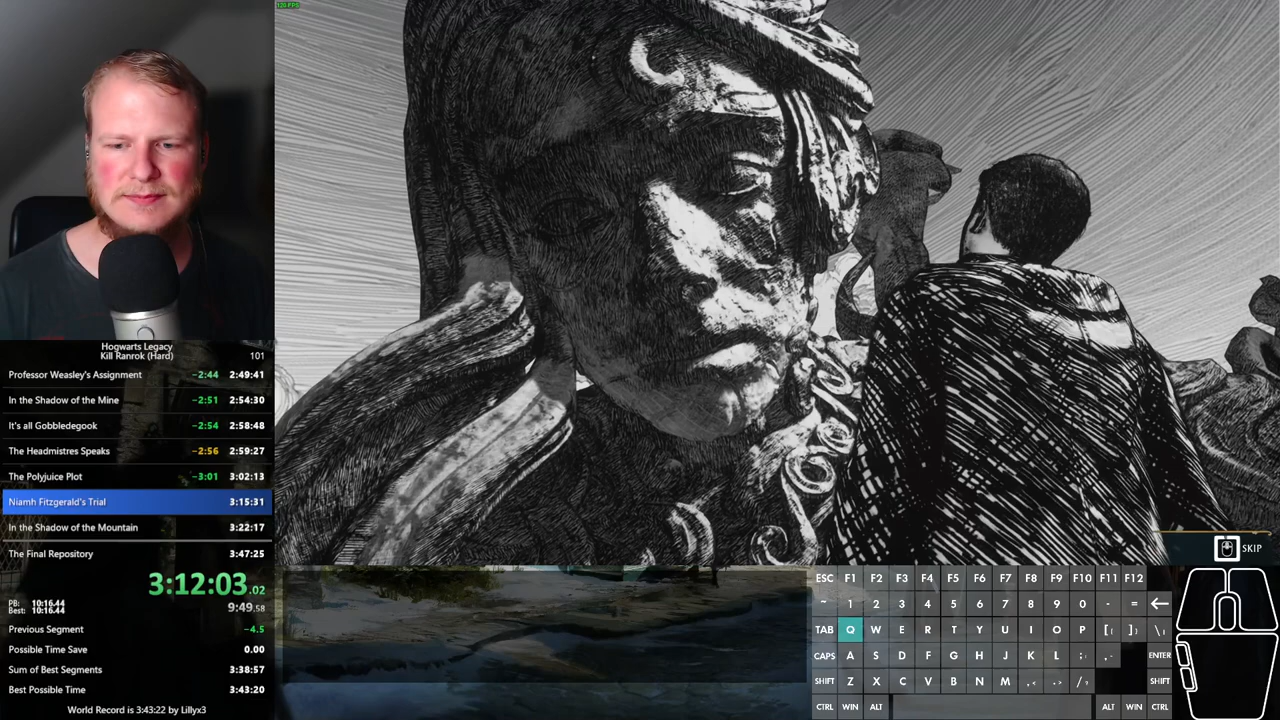 120 FPS
Hogwarts Legacy
Kill Ranrok (Hard) 101
Professor Weasley's Assignment -2:44 2:49:41
In the Shadow of the Mine -2:51 2:54:30
It's all Gobbledegook -2:54 2:58:48
The Headmistres Speaks -2:56 2:59:27
The Polyjuice Plot -3:01 3:02:13
Niamh Fitzgerald's Trial 3:15:31
In the Shadow of the Mountain 3:22:17
The Final Repository 3:47:25
3:12:03.02
PB: 10:16.44 9:49.58
Best: 10:16.44
Previous Segment -4.5
Possible Time Save 0.00
Sum of Best Segments 3:38:57
Best Possible Time 3:43:20
World Record is 3:43:22 by Lillyx3
SKIP
ESC F1 F2 F3 F4 F5 F6 F7 F8 F9 F10 F11 F12
~ 1 2 3 4 5 6 7 8 9 0 - = ←
TAB Q W E R T Y U I O P [{ ]} \|
CAPS A S D F G H J K L ;: ,. ENTER
SHIFT Z X C V B N M ,< .> /? SHIFT
CTRL WIN ALT ALT WIN CTRL